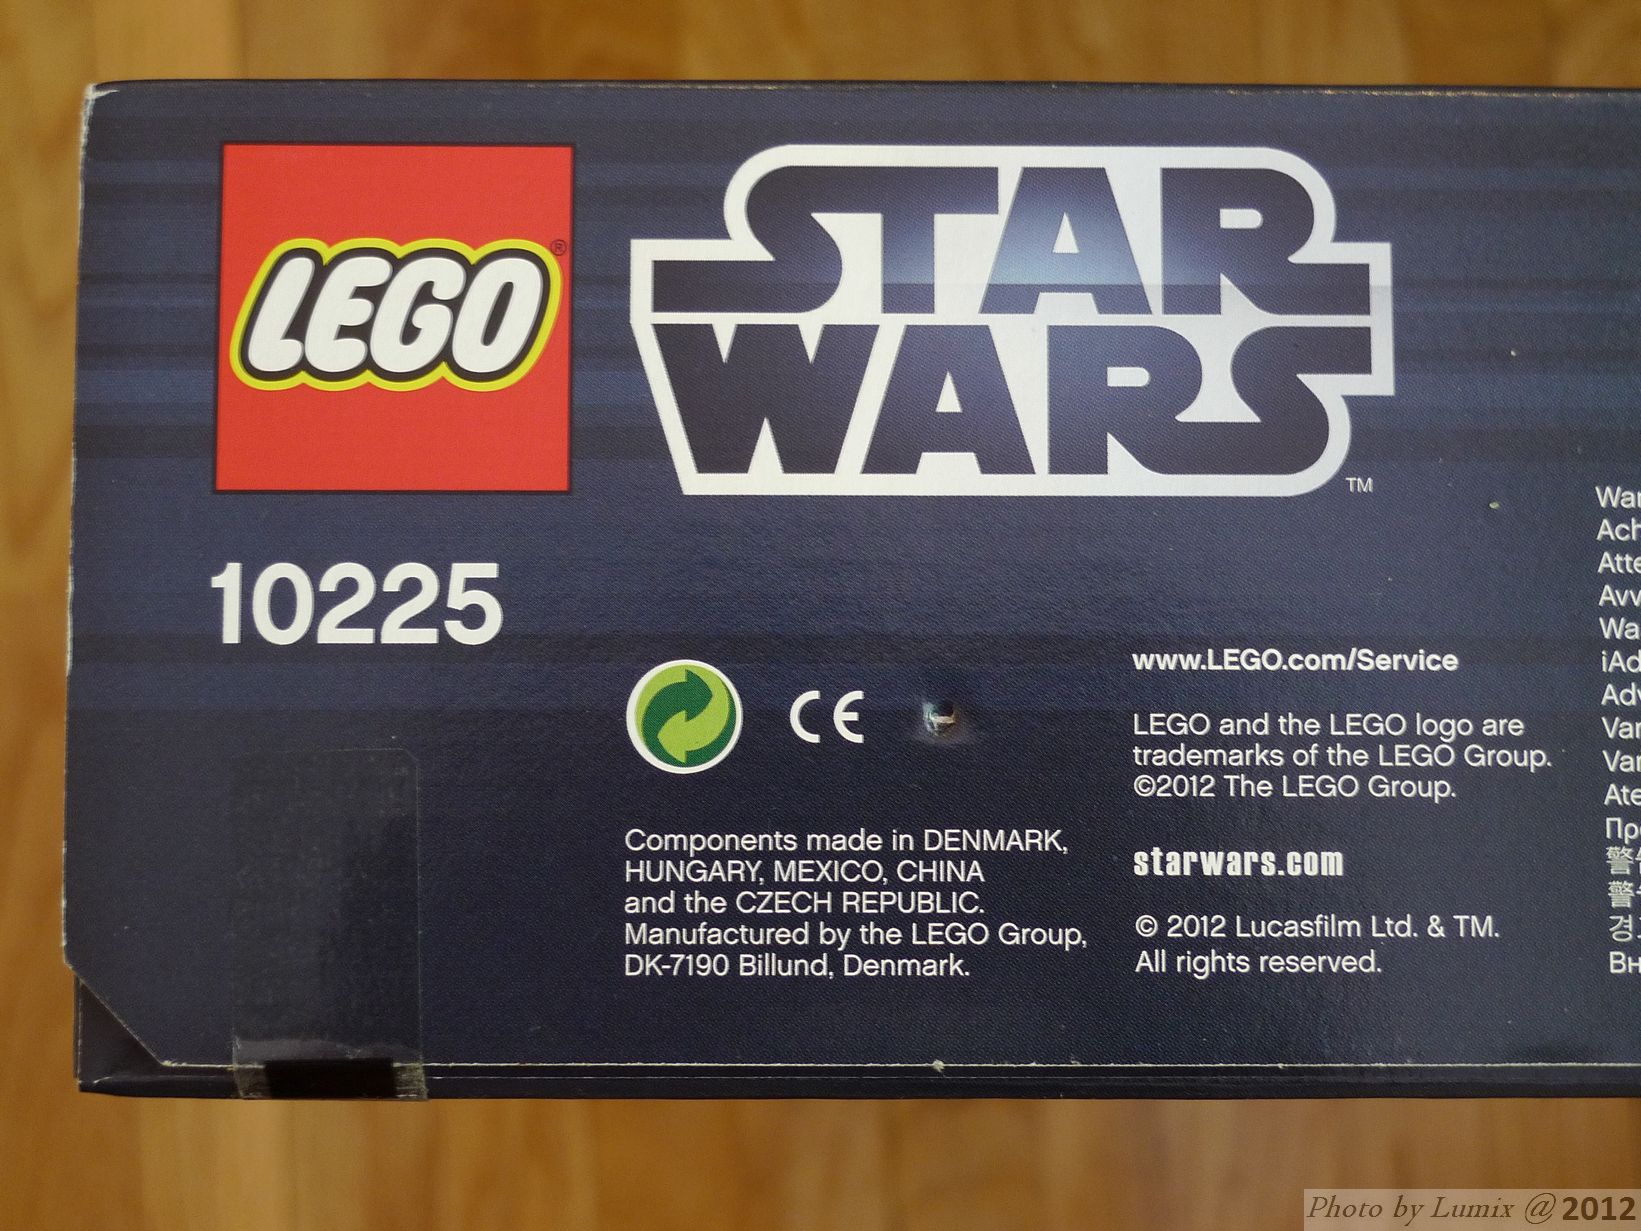 LEGO®
STAR
WARS
TM
10225
CE
Components made in DENMARK,
HUNGARY, MEXICO, CHINA
and the CZECH REPUBLIC.
Manufactured by the LEGO Group,
DK-7190 Billund, Denmark.
www.LEGO.com/Service
LEGO and the LEGO logo are
trademarks of the LEGO Group.
©2012 The LEGO Group.
starwars.com
© 2012 Lucasfilm Ltd. & TM.
All rights reserved.
Photo by Lumix @2012